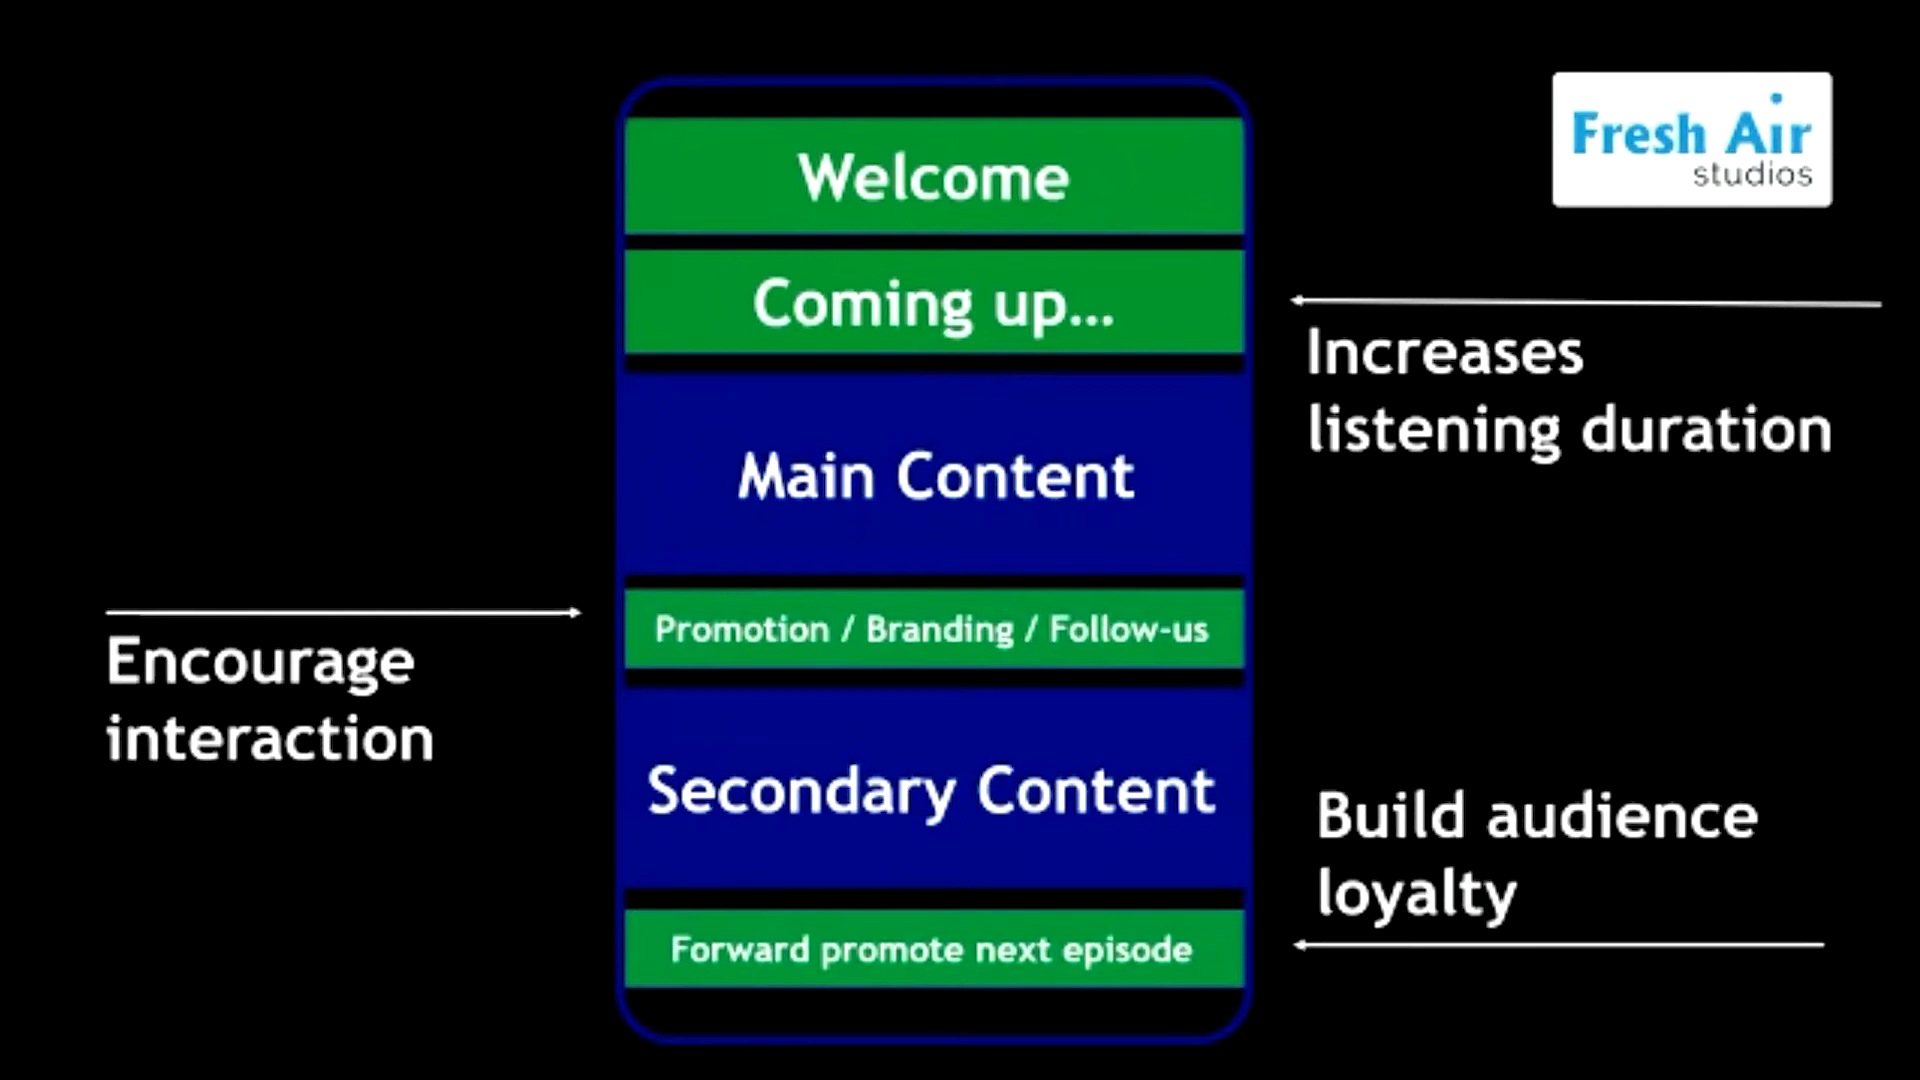 Fresh Air
studios
Welcome
Coming up...
Increases
listening duration
Main Content
Promotion / Branding / Follow-us
Encourage
interaction
Secondary Content
Build audience
loyalty
Forward promote next episode